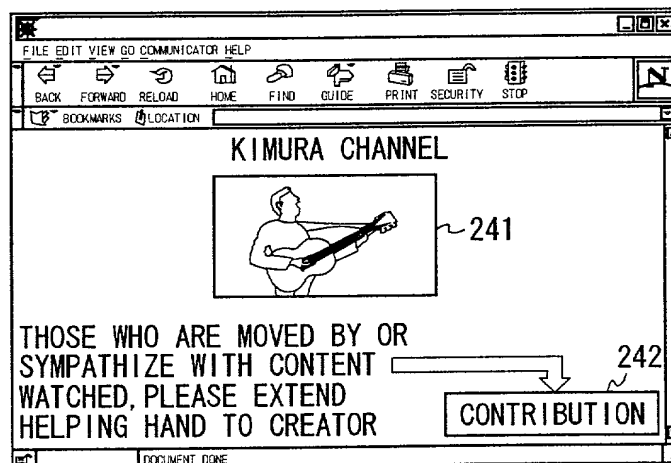 FILE EDIT VIEW GO COMMUNICATOR HELP
BACK FORWARD RELOAD HOME FIND GUIDE PRINT SECURITY STOP
N
BOOKMARKS LOCATION
KIMURA CHANNEL
241
THOSE WHO ARE MOVED BY OR
SYMPATHIZE WITH CONTENT
WATCHED, PLEASE EXTEND
HELPING HAND TO CREATOR
242
CONTRIBUTION
DOCUMENT DONE